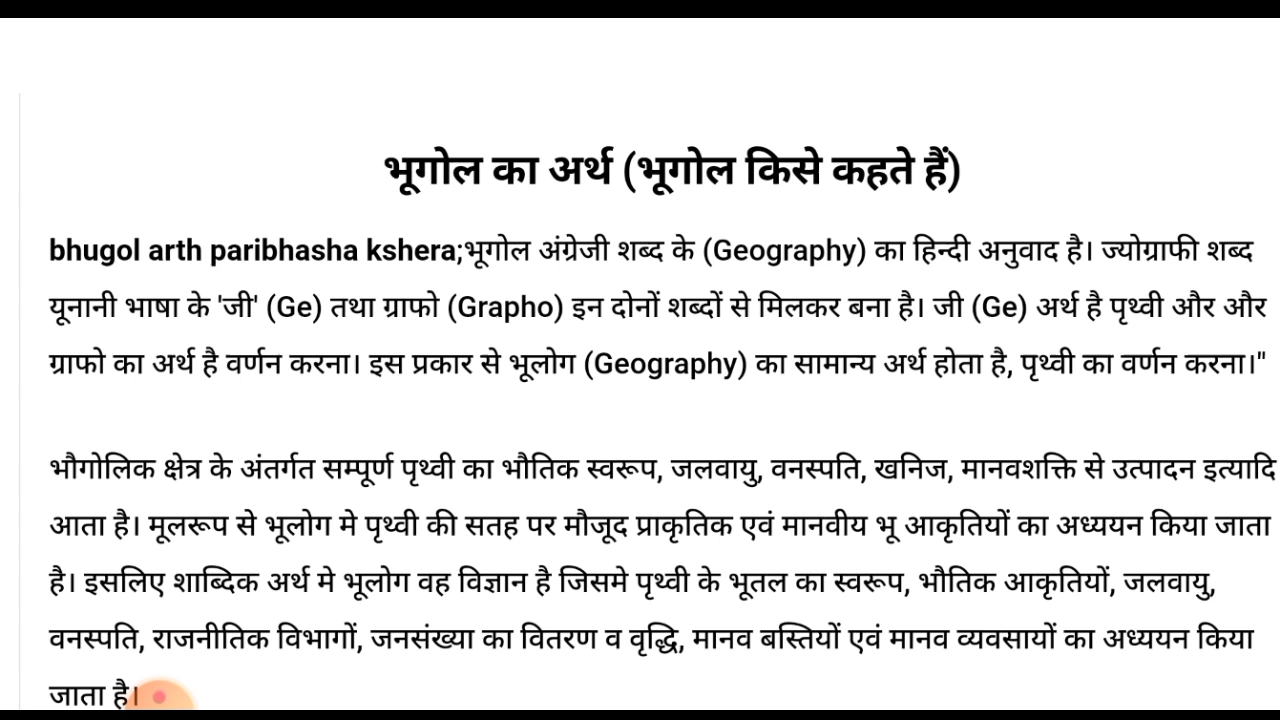 भूगोल का अर्थ (भूगोल किसे कहते हैं)
bhugol arth paribhasha kshera;भूगोल अंग्रेजी शब्द के (Geography) का हिन्दी अनुवाद है। ज्योग्राफी शब्द
यूनानी भाषा के 'जी' (Ge) तथा ग्राफो (Grapho) इन दोनों शब्दों से मिलकर बना है। जी (Ge) अर्थ है पृथ्वी और और
ग्राफो का अर्थ है वर्णन करना। इस प्रकार से भूलोग (Geography) का सामान्य अर्थ होता है, पृथ्वी का वर्णन करना।"
भौगोलिक क्षेत्र के अंतर्गत सम्पूर्ण पृथ्वी का भौतिक स्वरूप, जलवायु, वनस्पति, खनिज, मानवशक्ति से उत्पादन इत्यादि
आता है। मूलरूप से भूलोग मे पृथ्वी की सतह पर मौजूद प्राकृतिक एवं मानवीय भू आकृतियों का अध्ययन किया जाता
है। इसलिए शाब्दिक अर्थ मे भूलोग वह विज्ञान है जिसमे पृथ्वी के भूतल का स्वरूप, भौतिक आकृतियों, जलवायु,
वनस्पति, राजनीतिक विभागों, जनसंख्या का वितरण व वृद्धि, मानव बस्तियों एवं मानव व्यवसायों का अध्ययन किया
जाता है।